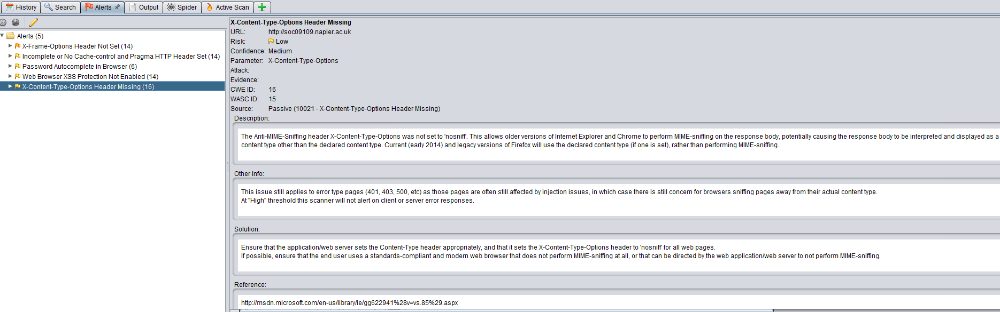 History Search Alerts Output Spider Active Scan
Alerts (5)
X-Frame-Options Header Not Set (14)
Incomplete or No Cache-control and Pragma HTTP Header Set (14)
Password Autocomplete in Browser (6)
Web Browser XSS Protection Not Enabled (14)
X-Content-Type-Options Header Missing (16)
X-Content-Type-Options Header Missing
URL: http://soc09109.napier.ac.uk
Risk: Low
Confidence: Medium
Parameter: X-Content-Type-Options
Attack:
Evidence:
CWE ID: 16
WASC ID: 15
Source: Passive (10021 - X-Content-Type-Options Header Missing)
Description:
The Anti-MIME-Sniffing header X-Content-Type-Options was not set to 'nosniff'. This allows older versions of Internet Explorer and Chrome to perform MIME-sniffing on the response body, potentially causing the response body to be interpreted and displayed as a
content type other than the declared content type. Current (early 2014) and legacy versions of Firefox will use the declared content type (if one is set), rather than performing MIME-sniffing.
Other Info:
This issue still applies to error type pages (401, 403, 500, etc) as those pages are often still affected by injection issues, in which case there is still concern for browsers sniffing pages away from their actual content type.
At "High" threshold this scanner will not alert on client or server error responses.
Solution:
Ensure that the application/web server sets the Content-Type header appropriately, and that it sets the X-Content-Type-Options header to 'nosniff' for all web pages.
If possible, ensure that the end user uses a standards-compliant and modern web browser that does not perform MIME-sniffing at all, or that can be directed by the web application/web server to not perform MIME-sniffing.
Reference:
http://msdn.microsoft.com/en-us/library/ie/gg622941%28v=vs.85%29.aspx